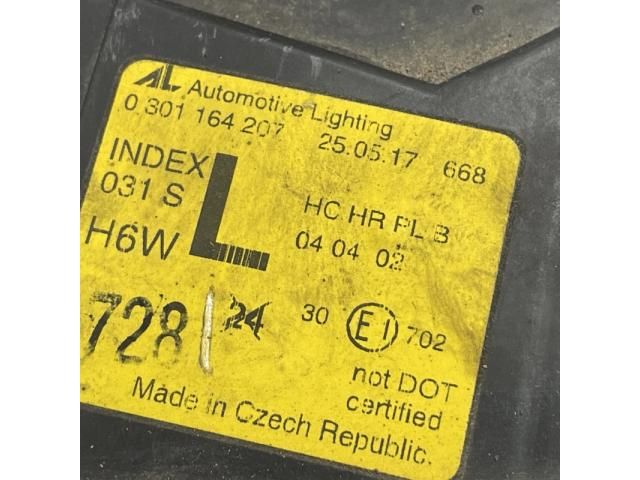 AL Automotive Lighting
0 301 164 207 25.05.17 668
INDEX L
031 S HC HR PL B
H6W 04 04 02
728 24 30 E1 702
not DOT
certified
Made in Czech Republic.